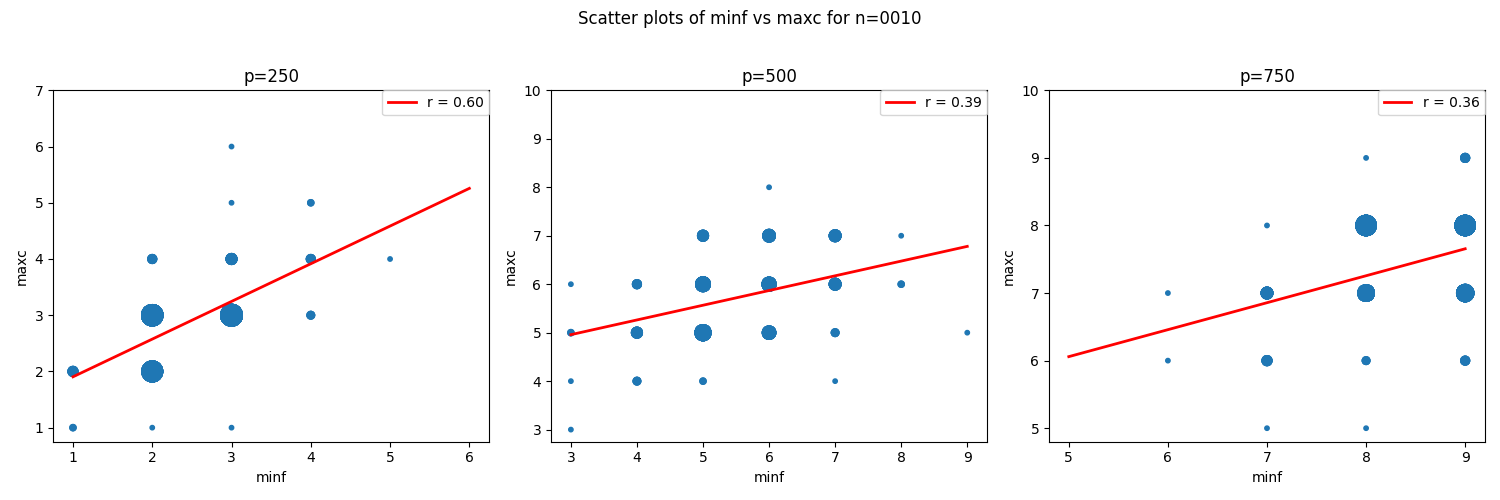 Scatter plots of minf vs maxc for n=0010
p=250
r = 0.60
7
6
5
4
3
2
1
maxc
1 2 3 4 5 6
minf
p=500
r = 0.39
10
9
8
7
6
5
4
3
maxc
3 4 5 6 7 8 9
minf
p=750
r = 0.36
10
9
8
7
6
5
maxc
5 6 7 8 9
minf